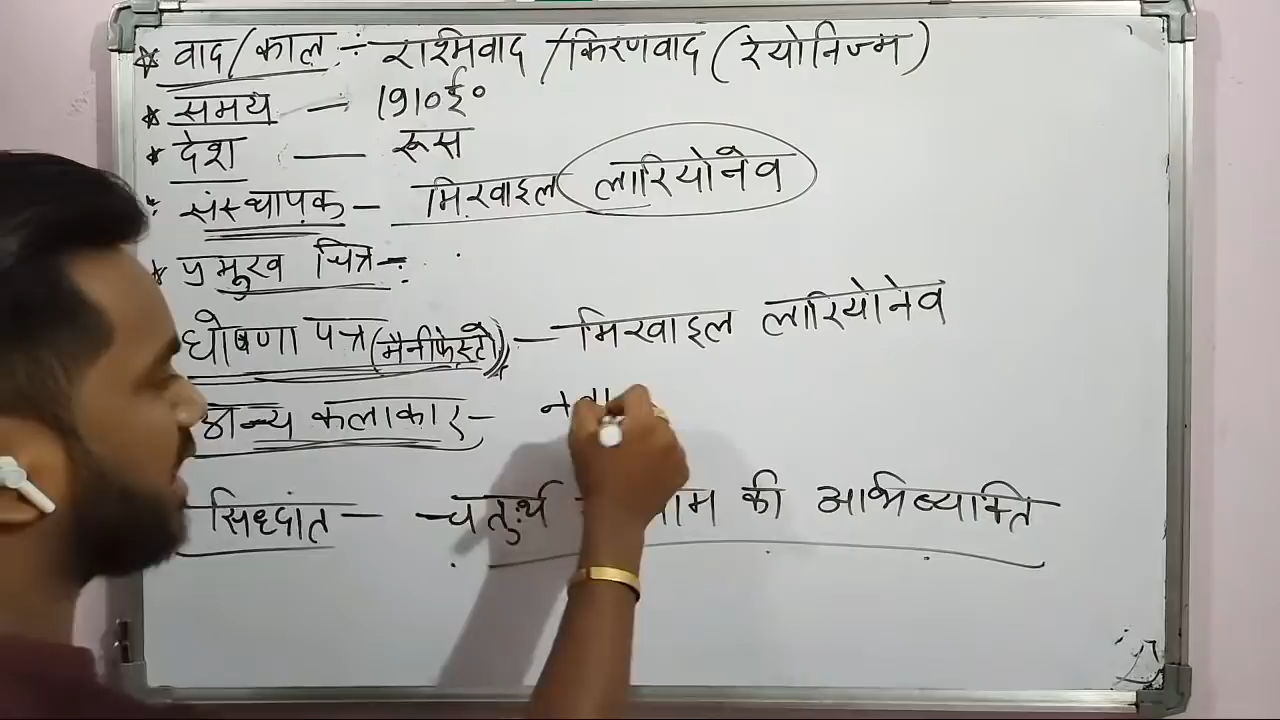 * वाद/काल ÷ रश्मिवाद / किरणवाद (रेयोनिज्म)
* समय — 1910ई०
* देश — रूस
* संस्थापक – मिखाइल लारियोनेव
* प्रमुख चित्र – :
घोषणा पत्र (मैनीफेस्टो) — मिखाइल लारियोनेव
अन्य कलाकार –
सिध्दांत — चतुर्थ की अभिव्यक्ति